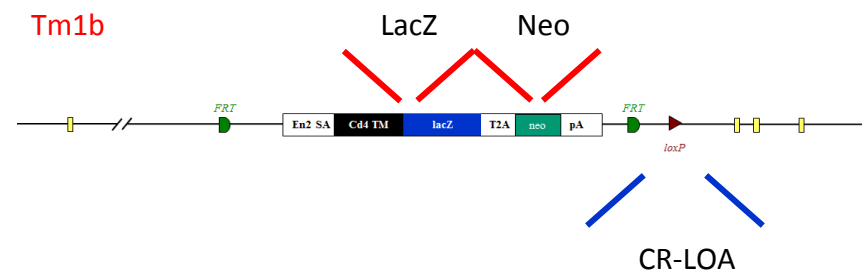 Tm1b
LacZ Neo
FRT FRT
En2 SA Cd4 TM lacZ T2A neo pA
loxP
CR-LOA